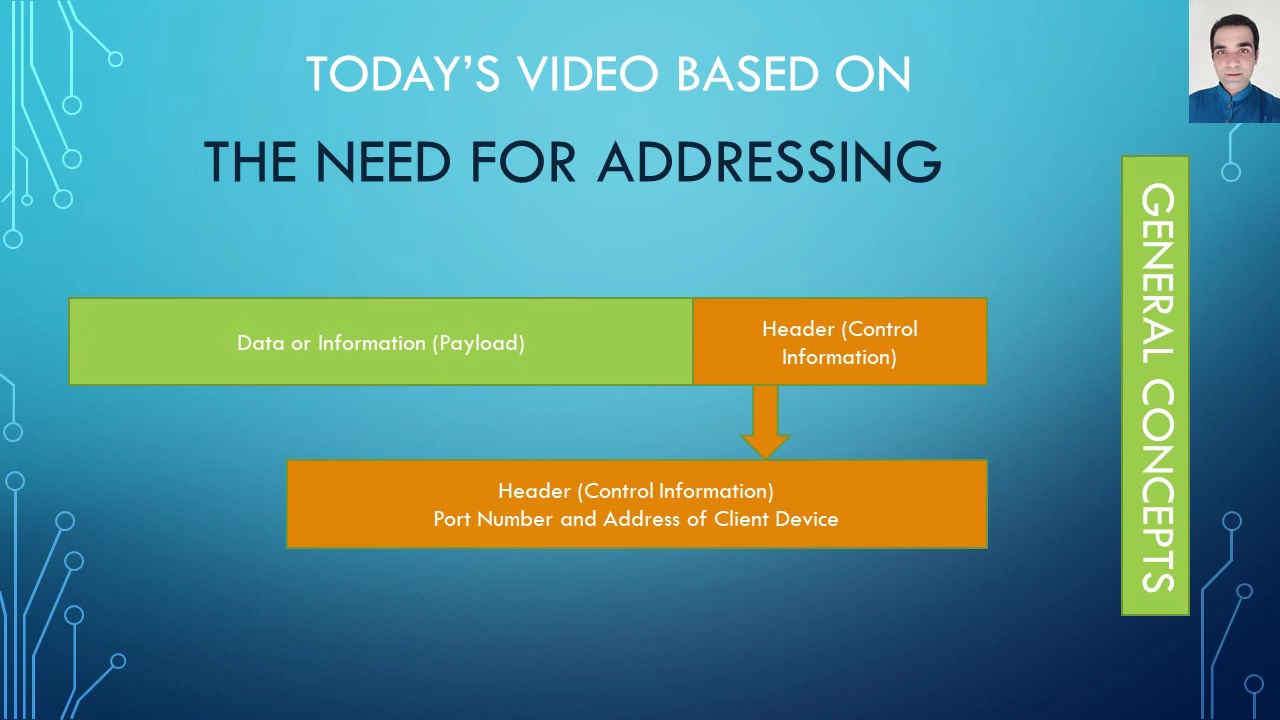 TODAY'S VIDEO BASED ON
THE NEED FOR ADDRESSING
Data or Information (Payload)
Header (Control
Information)
Header (Control Information)
Port Number and Address of Client Device
GENERAL CONCEPTS